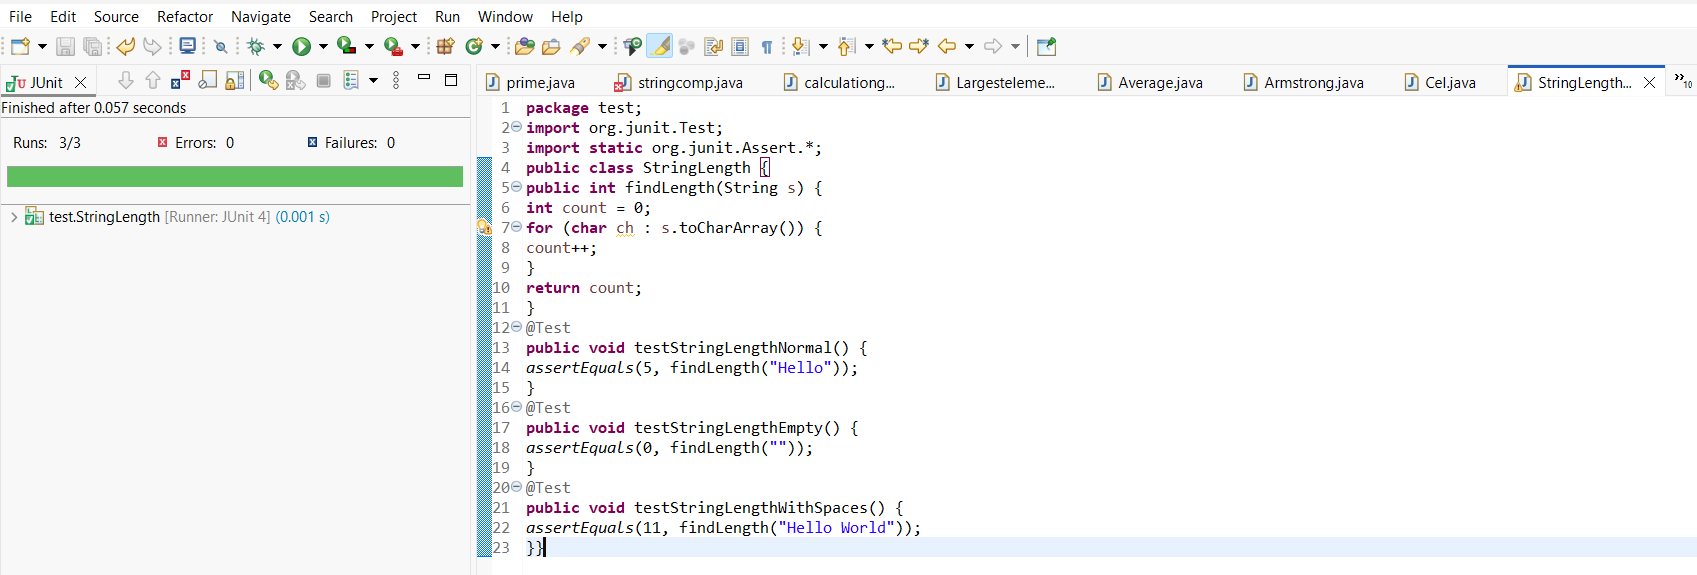 File Edit Source Refactor Navigate Search Project Run Window Help
JUnit
prime.java stringcomp.java calculationg... Largesteleme... Average.java Armstrong.java Cel.java StringLength... »10
Finished after 0.057 seconds
Runs: 3/3 Errors: 0 Failures: 0
test.StringLength [Runner: JUnit 4] (0.001 s)
1 package test;
2 import org.junit.Test;
3 import static org.junit.Assert.*;
4 public class StringLength {
5 public int findLength(String s) {
6 int count = 0;
7 for (char ch : s.toCharArray()) {
8 count++;
9 }
10 return count;
11 }
12 @Test
13 public void testStringLengthNormal() {
14 assertEquals(5, findLength("Hello"));
15 }
16 @Test
17 public void testStringLengthEmpty() {
18 assertEquals(0, findLength(""));
19 }
20 @Test
21 public void testStringLengthWithSpaces() {
22 assertEquals(11, findLength("Hello World"));
23 }}